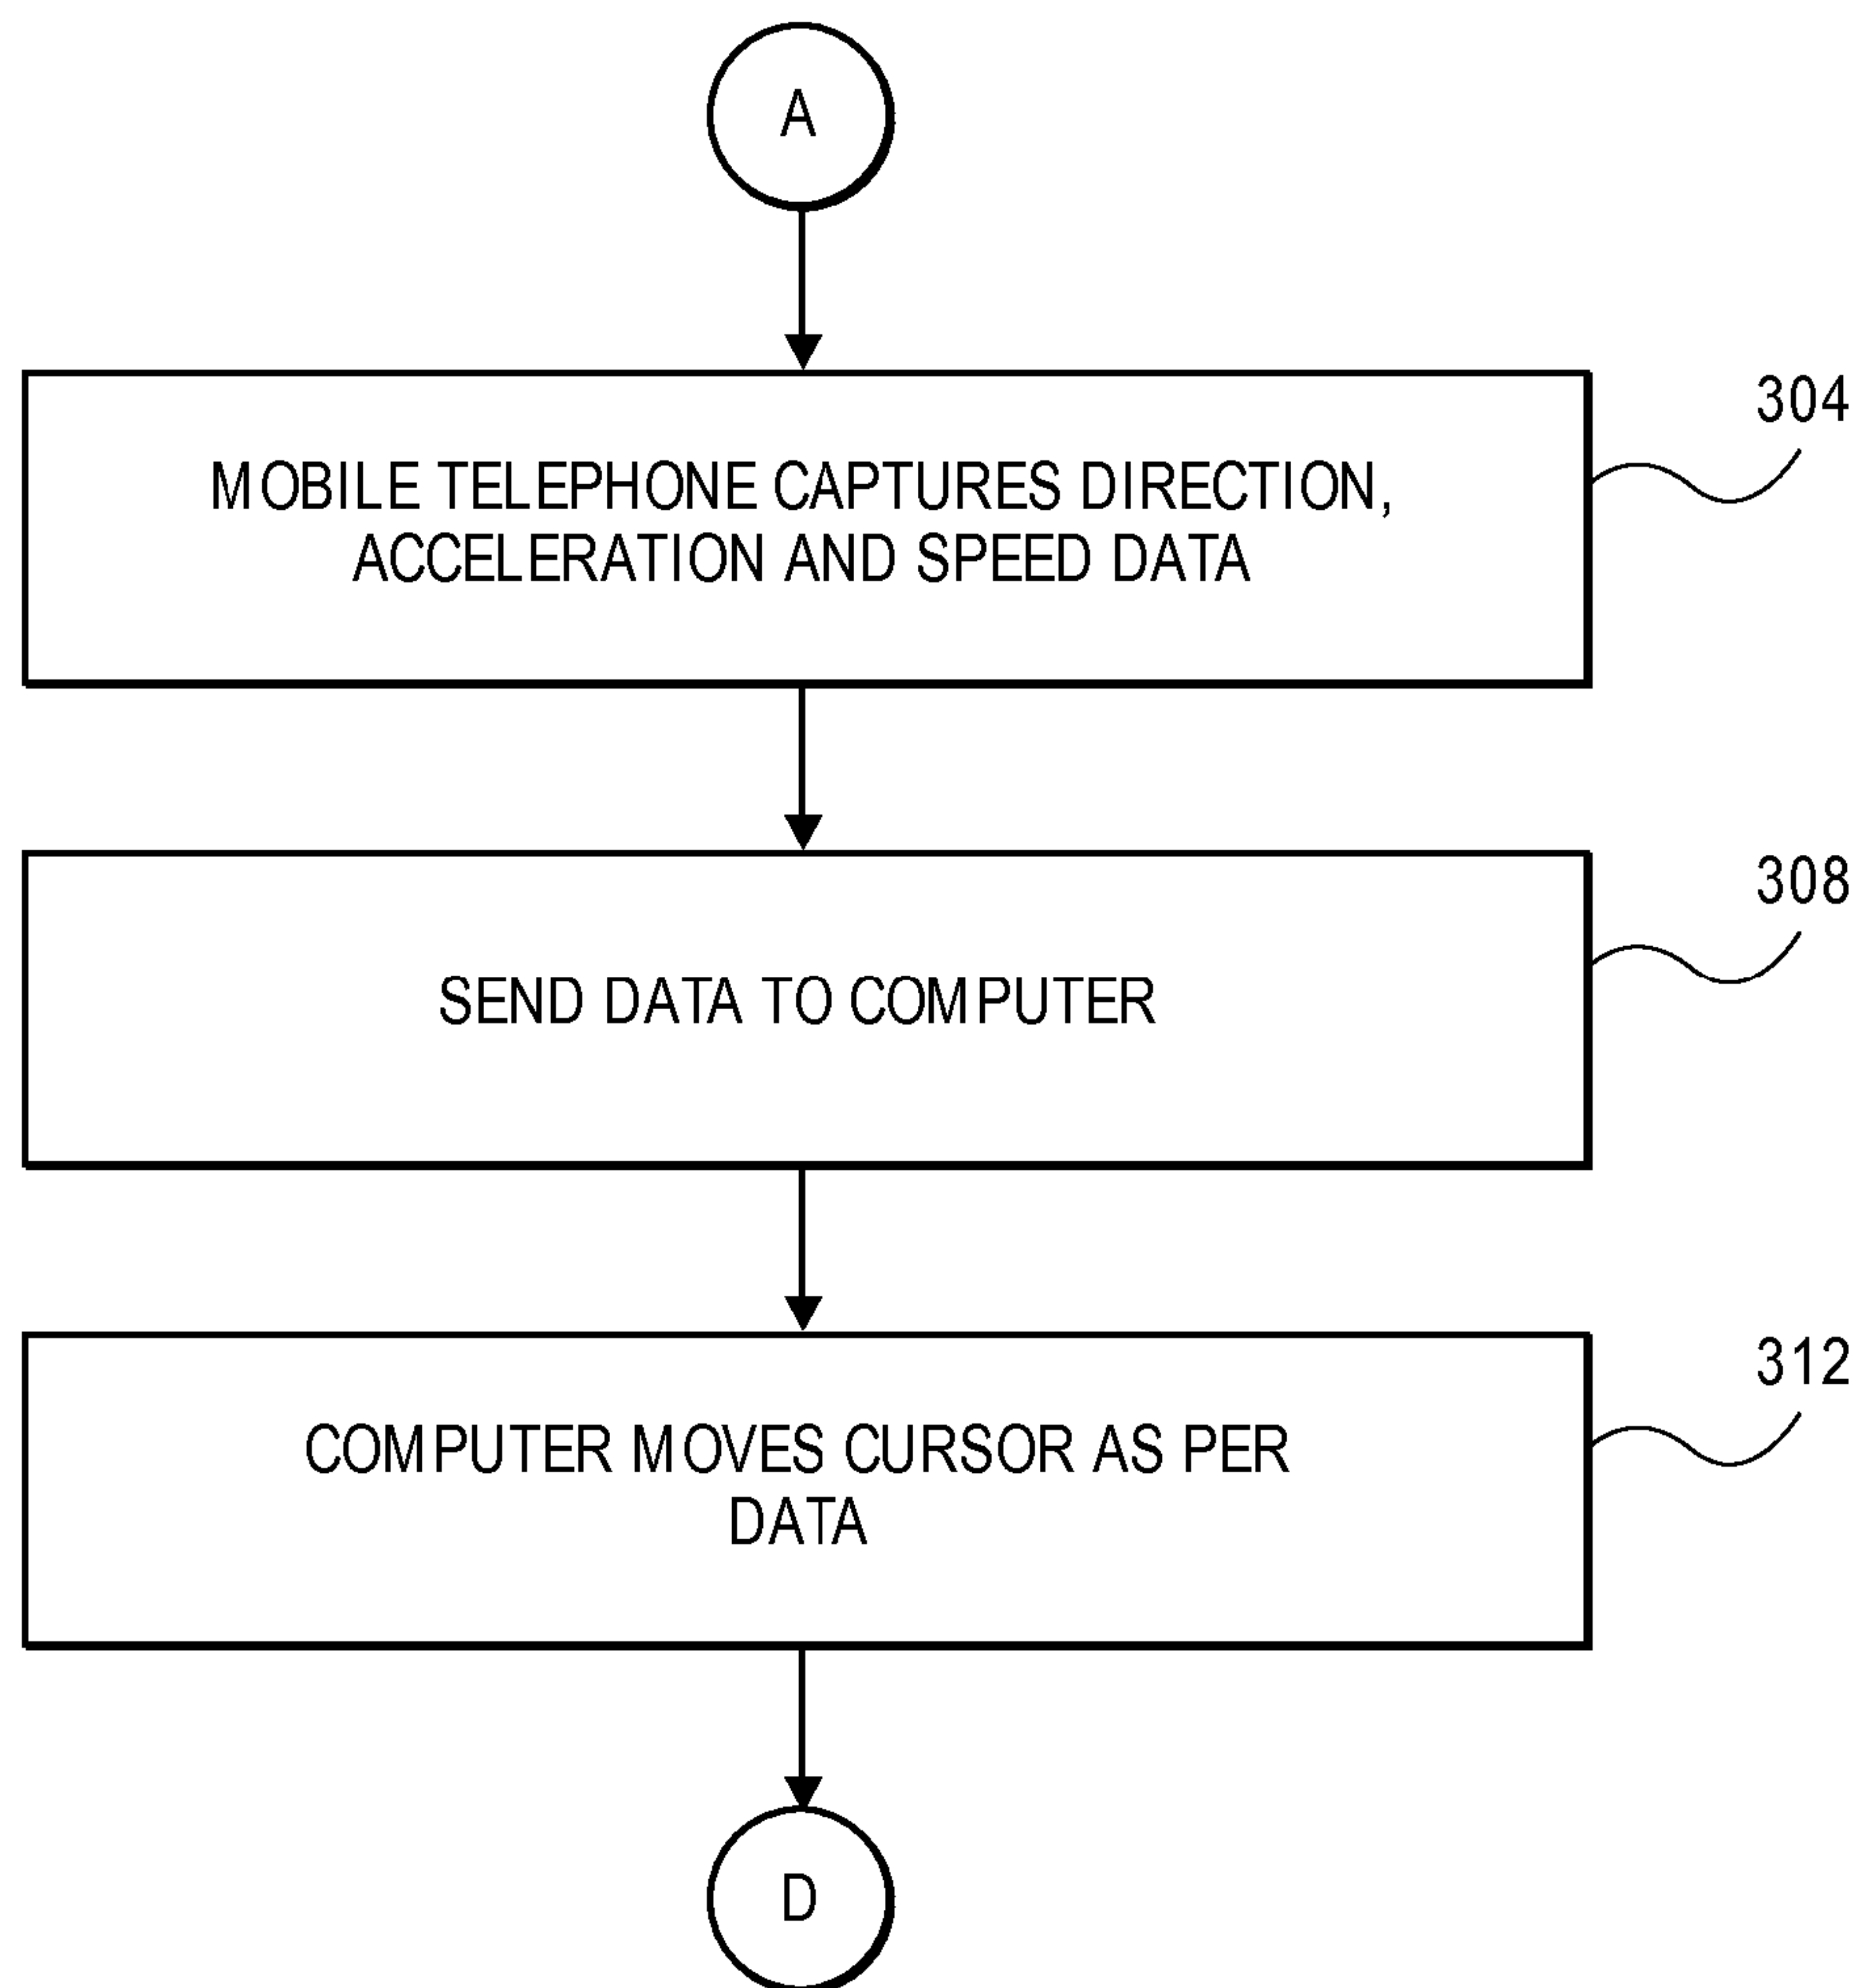 A
MOBILE TELEPHONE CAPTURES DIRECTION,
ACCELERATION AND SPEED DATA
304
SEND DATA TO COMPUTER
308
COMPUTER MOVES CURSOR AS PER
DATA
312
D